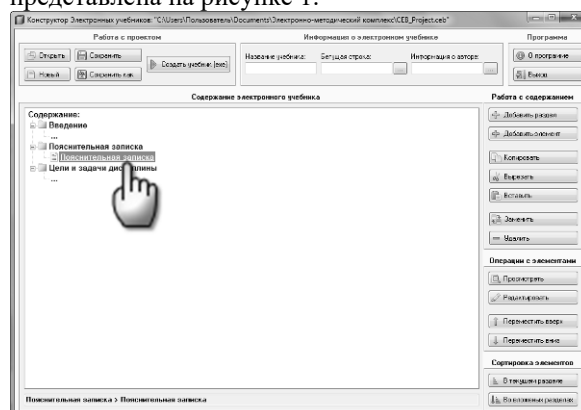 представлена на рисунке 1.
Конструктор Электронных учебников: "C:\Users\Пользователь\Documents\Электронно-методический комплекс\CEB_Project.ceb"
Работа с проектом
Информация о электронном учебнике
Программа
Открыть
Сохранить
Создать учебник (exe)
Название учебника:
Бегущая строка:
Информация о авторе:
О программе
Новый
Сохранить как
...
...
Выход
Содержание электронного учебника
Работа с содержанием
Содержание:
Введение
...
Пояснительная записка
Пояснительная записка
Цели и задачи дисциплины
...
Добавить раздел
Добавить элемент
Копировать
Вырезать
Вставить
Заменить
Удалить
Операции с элементами
Просмотреть
Редактировать
Переместить вверх
Переместить вниз
Сортировка элементов
В текущем разделе
Во вложенных разделах
Пояснительная записка > Пояснительная записка